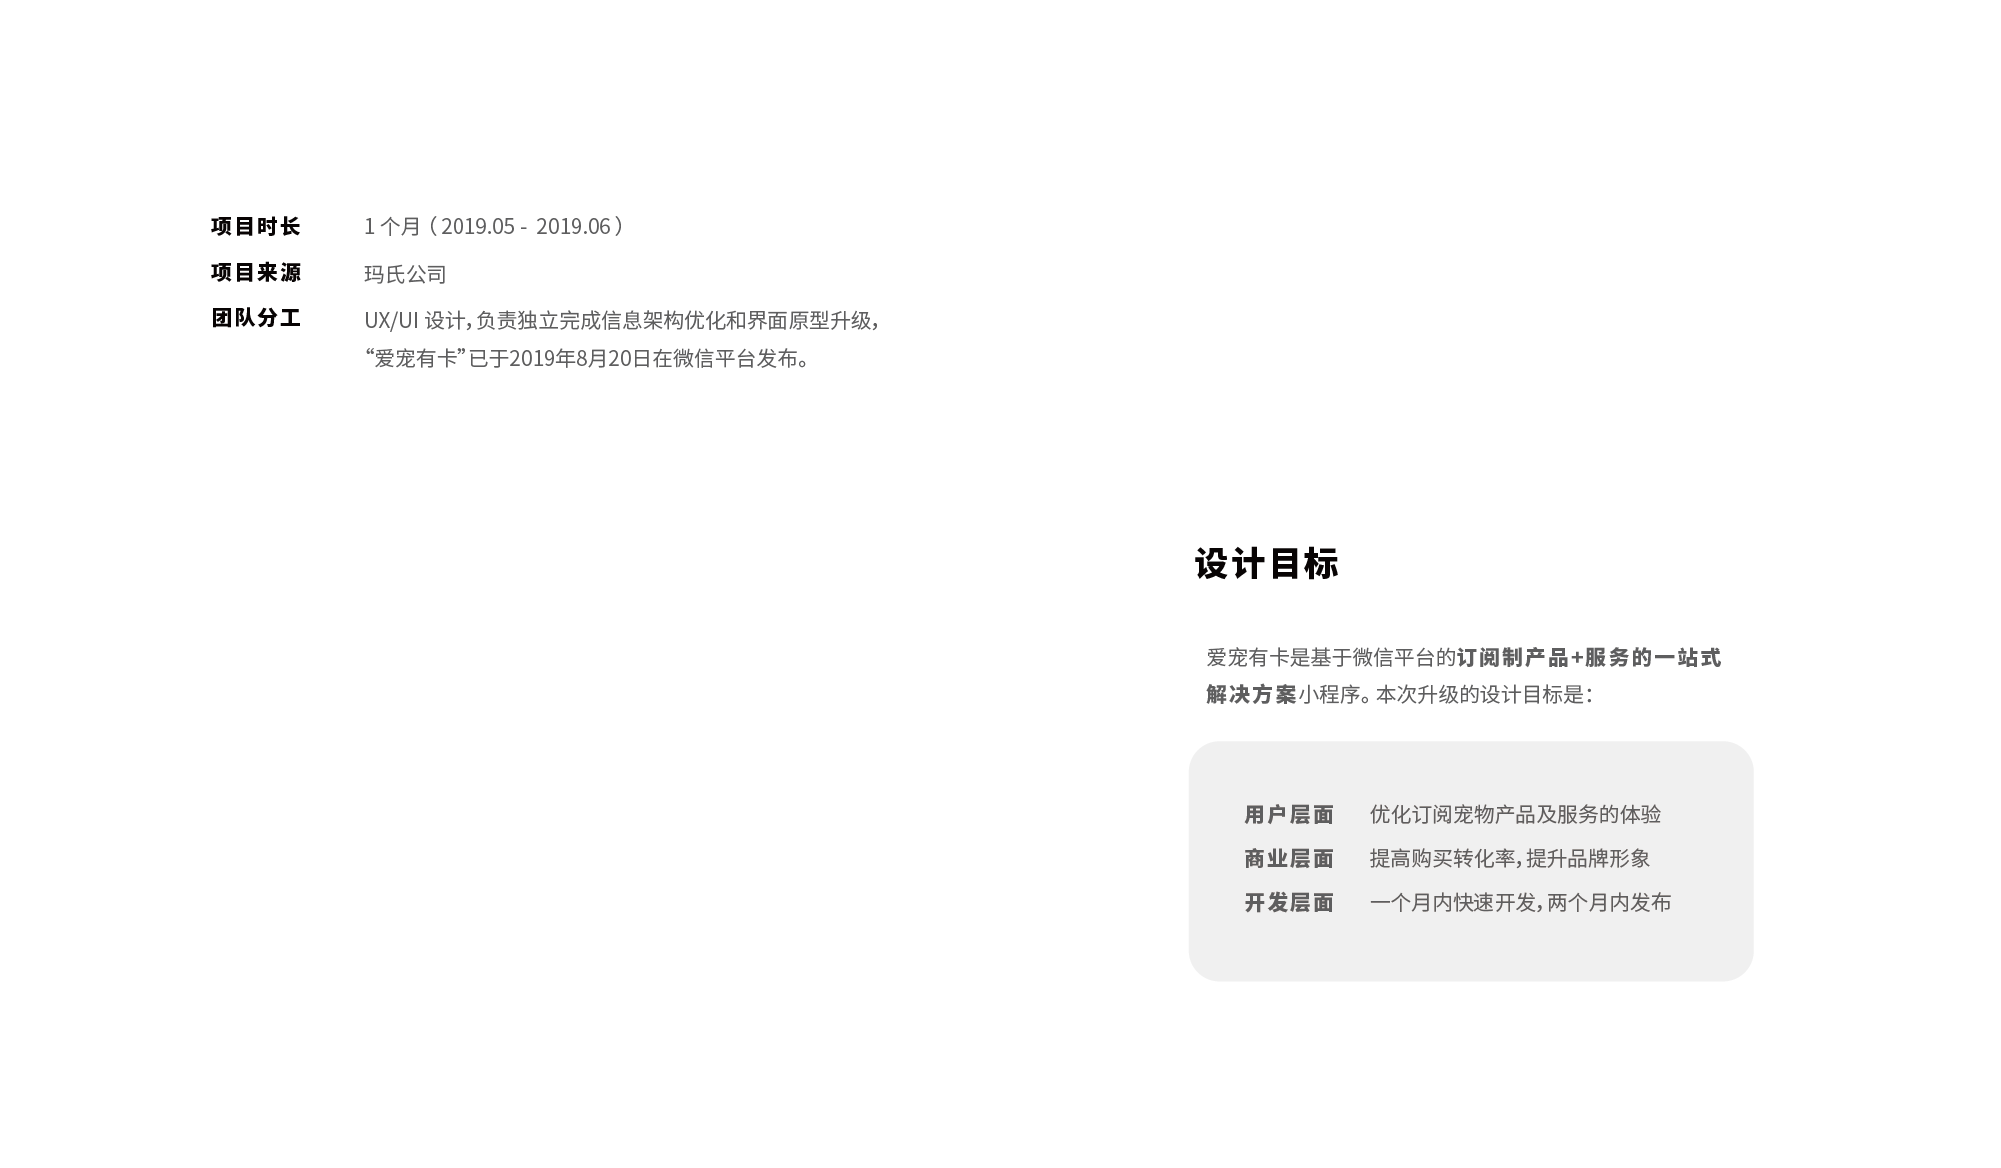 项目时长 1 个月（2019.05 - 2019.06）
项目来源 玛氏公司
团队分工 UX/UI 设计，负责独立完成信息架构优化和界面原型升级，
“爱宠有卡”已于2019年8月20日在微信平台发布。
设计目标
爱宠有卡是基于微信平台的订阅制产品+服务的一站式
解决方案小程序。本次升级的设计目标是：
用户层面 优化订阅宠物产品及服务的体验
商业层面 提高购买转化率，提升品牌形象
开发层面 一个月内快速开发，两个月内发布